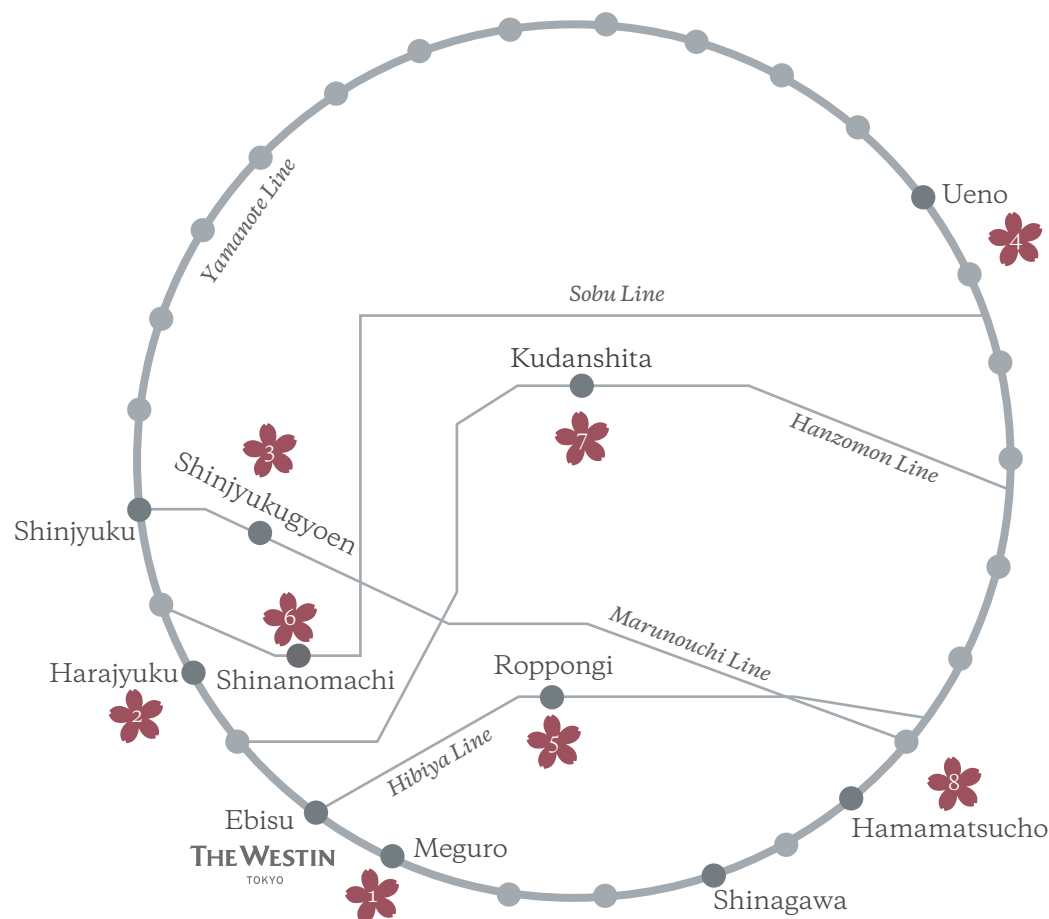 Ueno
4
Yamanote Line
Sobu Line
Kudanshita
7
Hanzomon Line
3
Shinjyukugyoen
Shinjyuku
6
Shinanomachi
Harajyuku
2
Marunouchi Line
Roppongi
5
Hibiya Line
8
Hamamatsucho
Ebisu
THE WESTIN
TOKYO
Meguro
1
Shinagawa